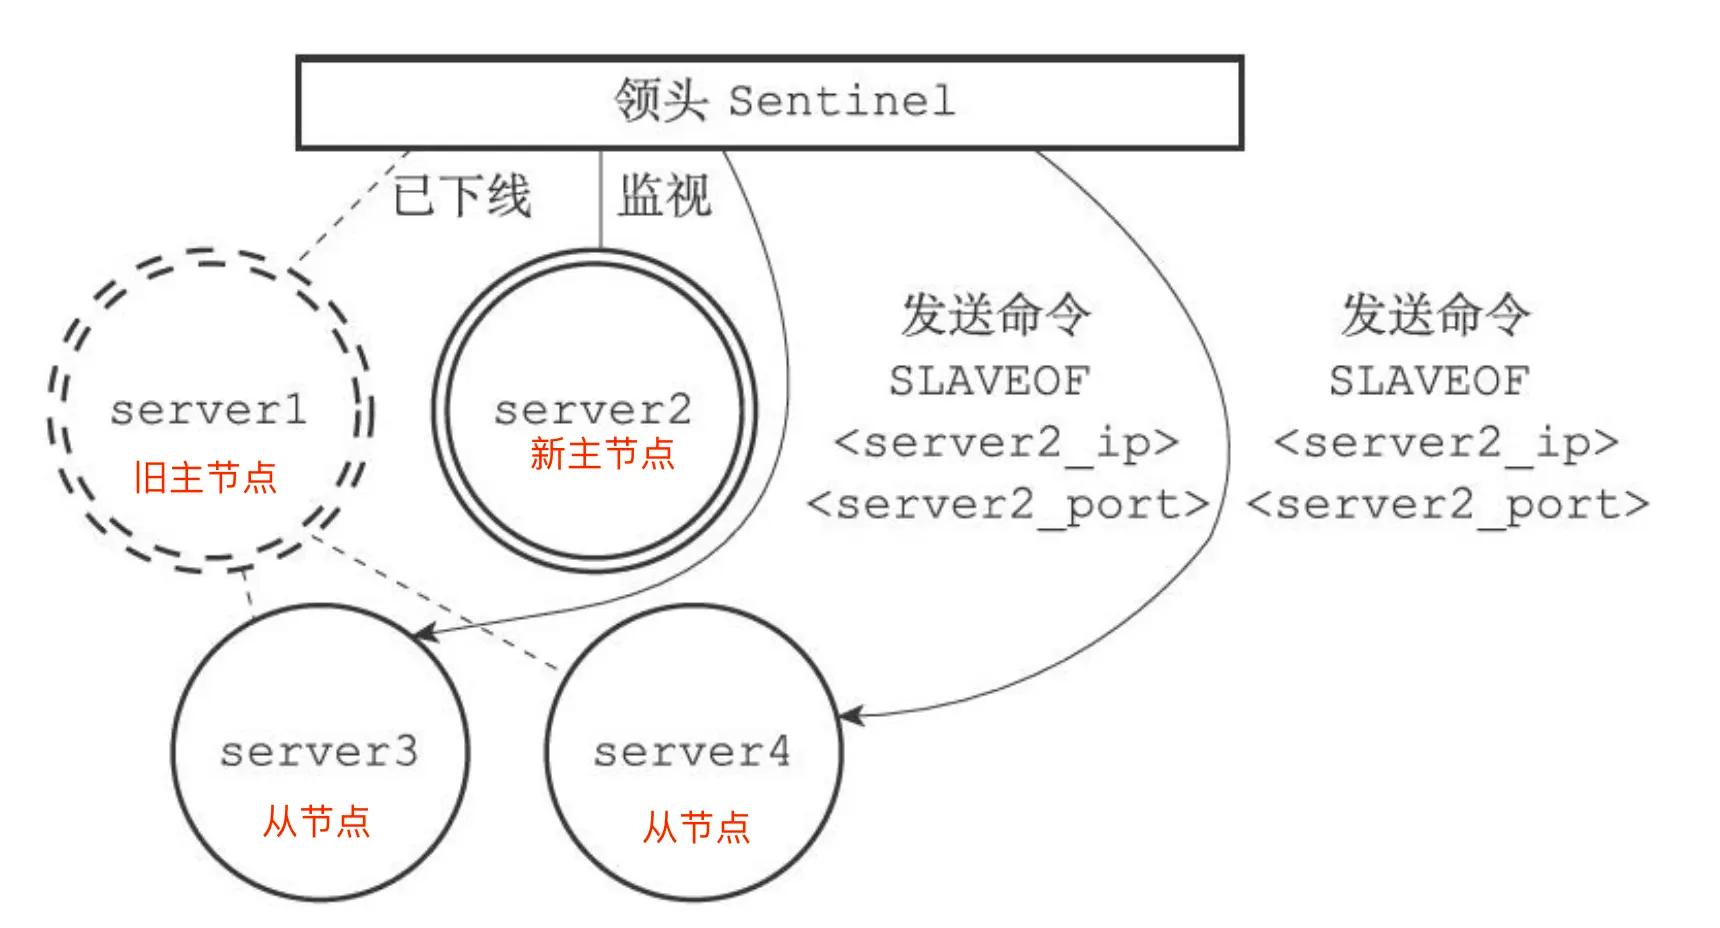 领头 Sentinel
已下线
监视
server1
旧主节点
server2
新主节点
发送命令
SLAVEOF
<server2_ip>
<server2_port>
发送命令
SLAVEOF
<server2_ip>
<server2_port>
server3
从节点
server4
从节点